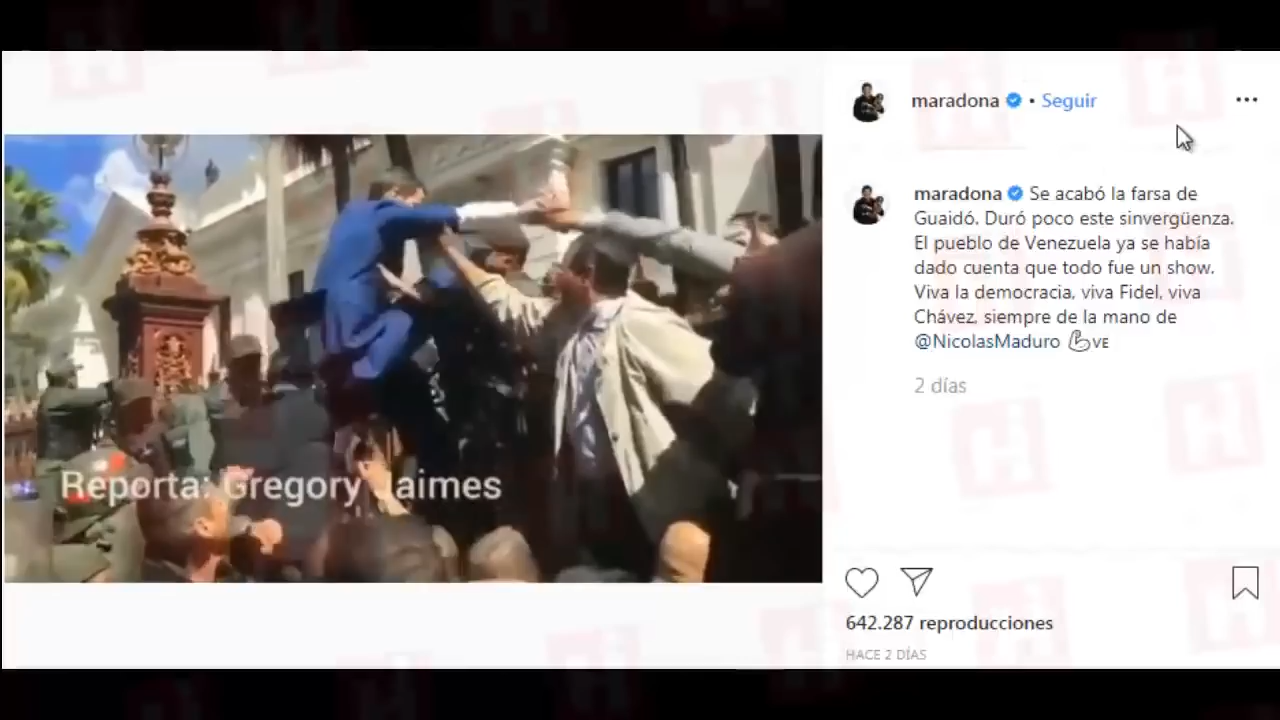 maradona • Seguir
maradona Se acabó la farsa de
Guaidó. Duró poco este sinvergüenza.
El pueblo de Venezuela ya se había
dado cuenta que todo fue un show.
Viva la democracia, viva Fidel, viva
Chávez, siempre de la mano de
@NicolasMaduro 💪VE
2 días
Reporta: Gregory Jaimes
642.287 reproducciones
HACE 2 DÍAS